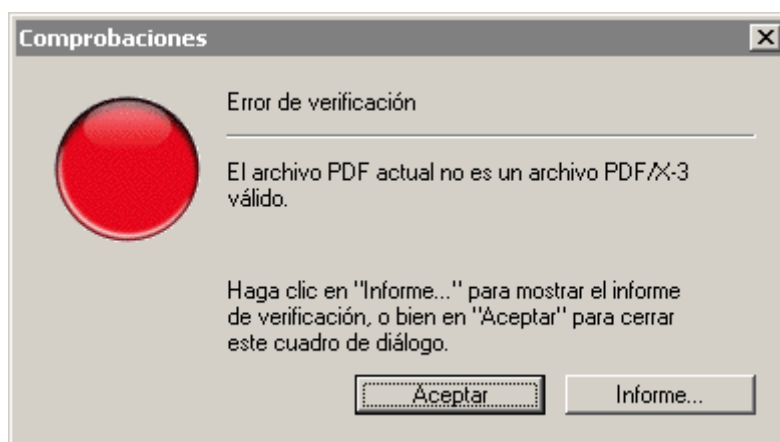 Comprobaciones
Error de verificación
El archivo PDF actual no es un archivo PDF/X-3
válido.
Haga clic en "Informe..." para mostrar el informe
de verificación, o bien en "Aceptar" para cerrar
este cuadro de diálogo.
Aceptar
Informe...